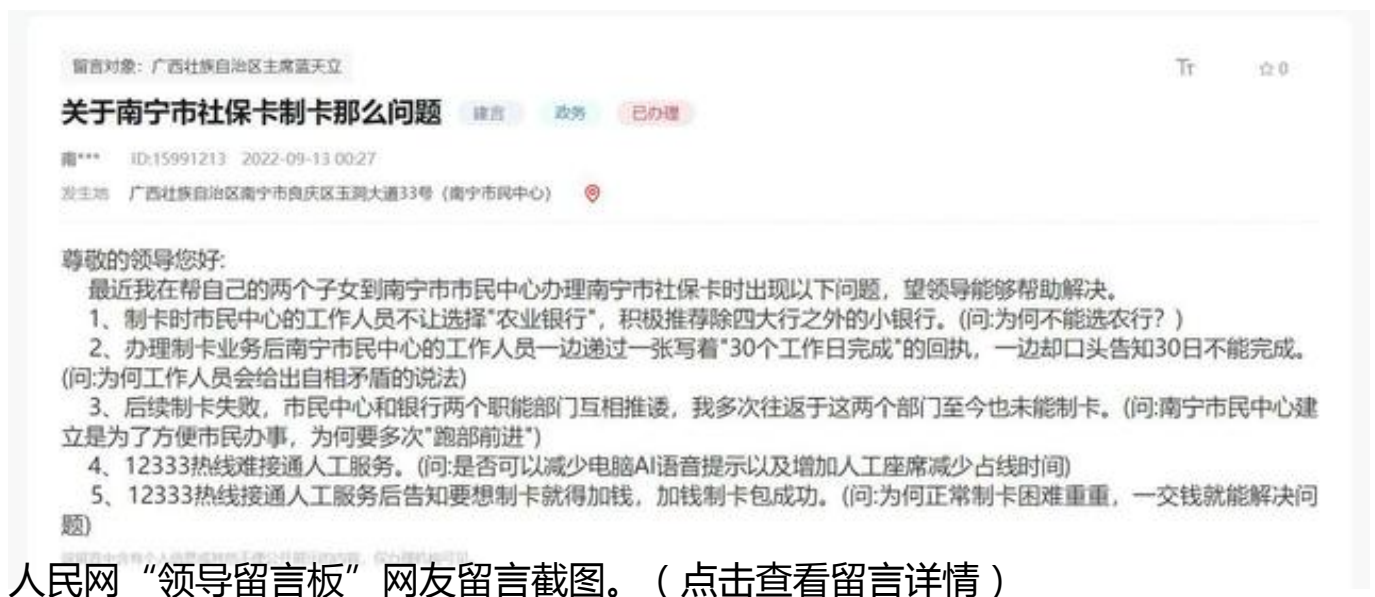 留言对象：广西壮族自治区主席蓝天立
Tr ☆0
关于南宁市社保卡制卡那么问题 建言 政务 已办理
南*** ID:15991213 2022-09-13 00:27
发生地 广西壮族自治区南宁市良庆区玉洞大道33号（南宁市民中心）
尊敬的领导您好:
最近我在帮自己的两个子女到南宁市市民中心办理南宁市社保卡时出现以下问题，望领导能够帮助解决。
1、制卡时市民中心的工作人员不让选择"农业银行"，积极推荐除四大行之外的小银行。(问:为何不能选农行？)
2、办理制卡业务后南宁市民中心的工作人员一边递过一张写着"30个工作日完成"的回执，一边却口头告知30日不能完成。
(问:为何工作人员会给出自相矛盾的说法)
3、后续制卡失败，市民中心和银行两个职能部门互相推诿，我多次往返于这两个部门至今也未能制卡。(问:南宁市民中心建
立是为了方便市民办事，为何要多次"跑部前进")
4、12333热线难接通人工服务。(问:是否可以减少电脑AI语音提示以及增加人工座席减少占线时间)
5、12333热线接通人工服务后告知要想制卡就得加钱，加钱制卡包成功。(问:为何正常制卡困难重重，一交钱就能解决问
题)
人民网“领导留言板”网友留言截图。（点击查看留言详情）